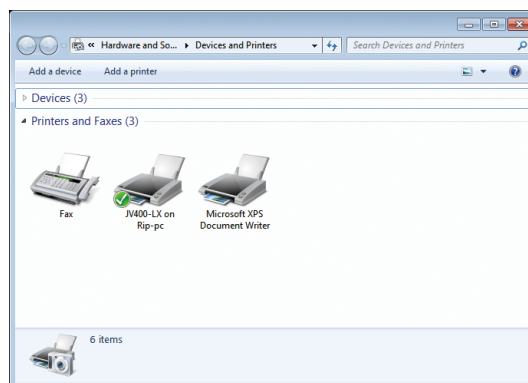 « Hardware and So... ▸ Devices and Printers
Search Devices and Printers
Add a device Add a printer
Devices (3)
Printers and Faxes (3)
Fax
JV400-LX on
Rip-pc
Microsoft XPS
Document Writer
6 items